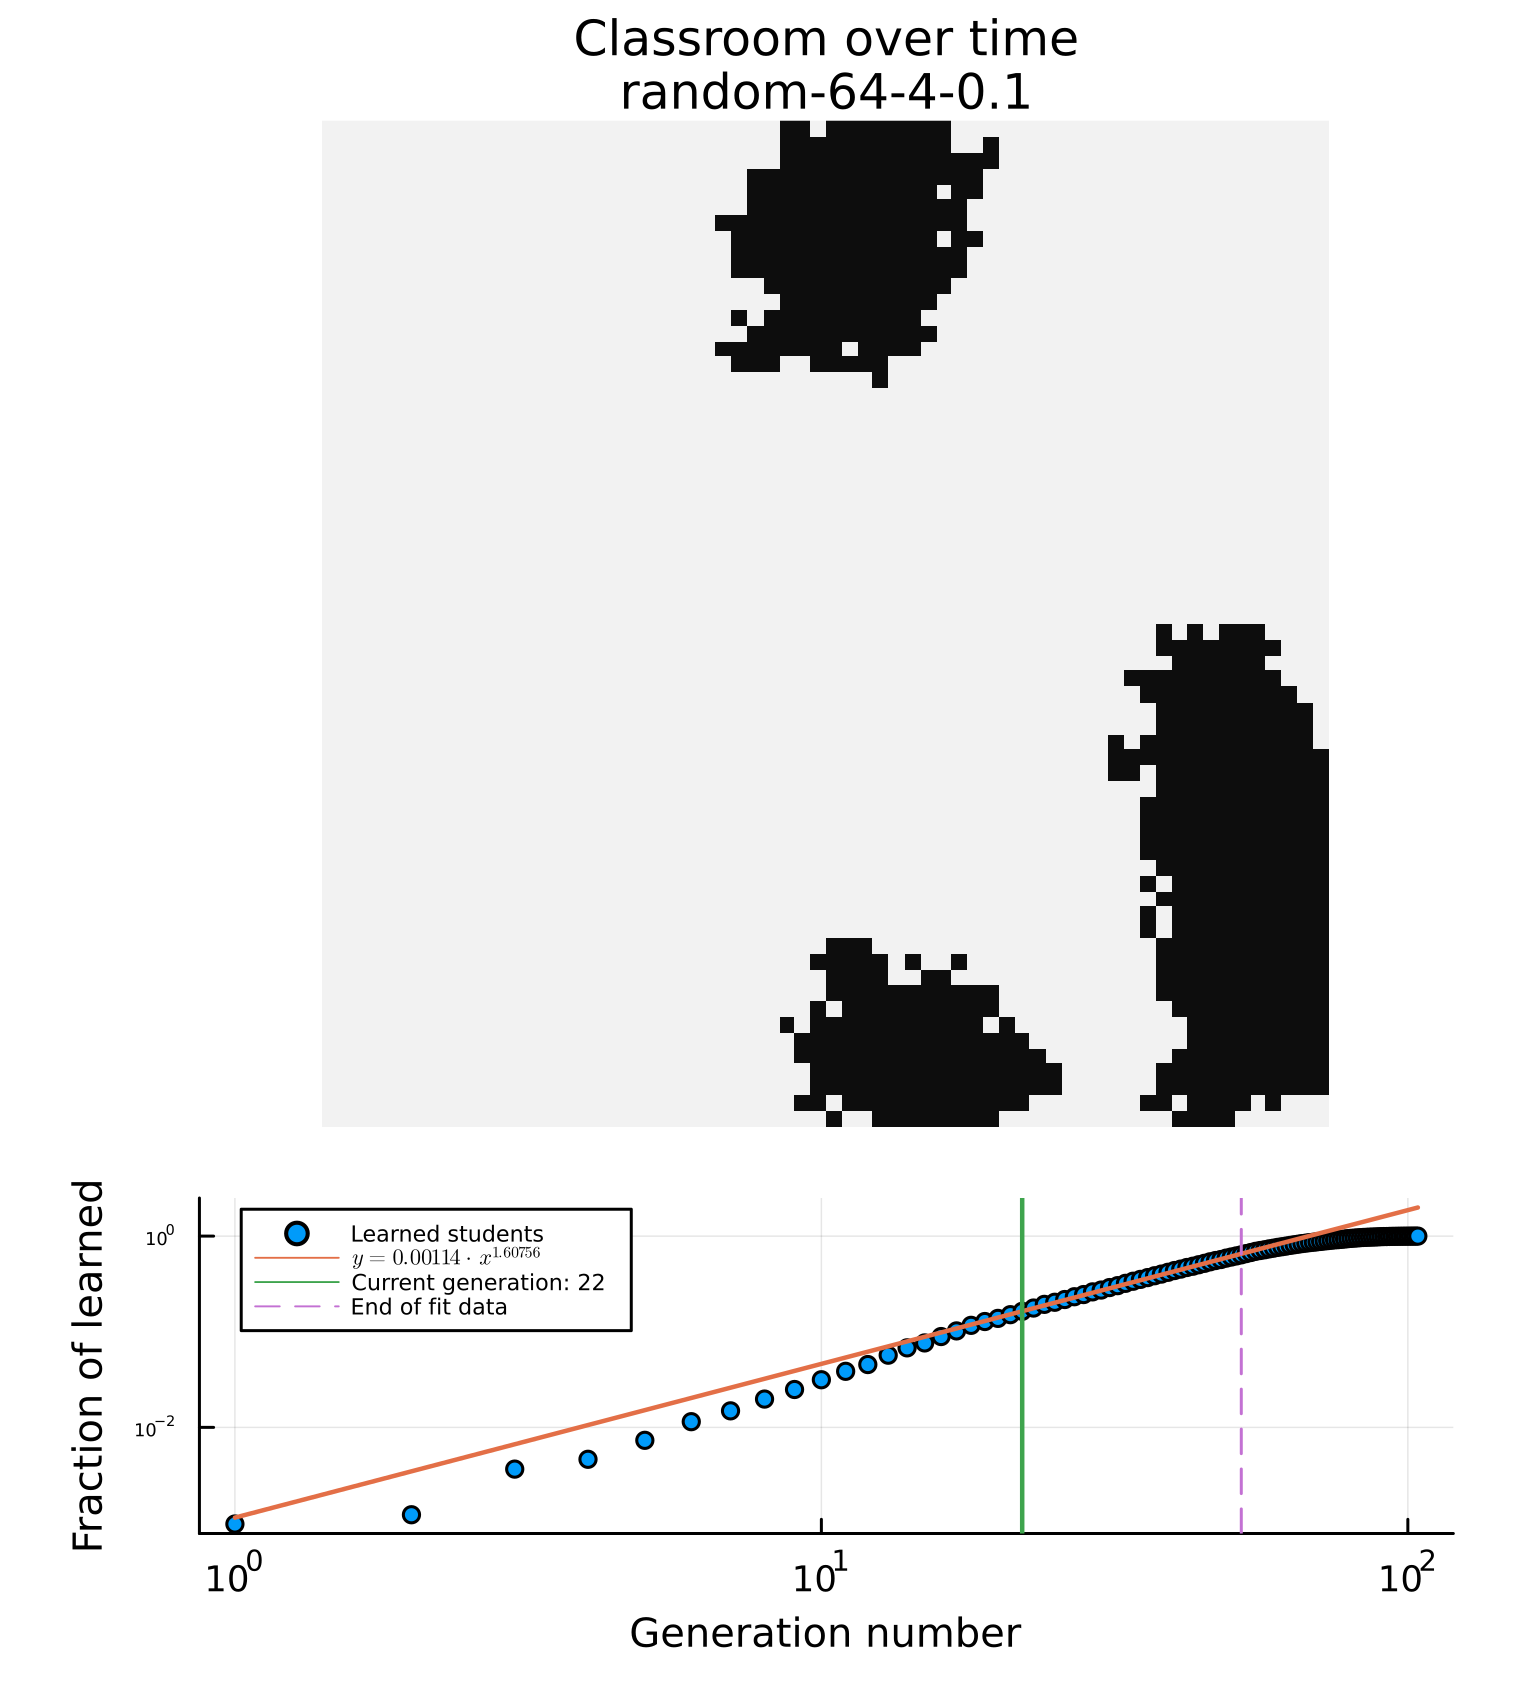 Classroom over time
random-64-4-0.1
Fraction of learned
10^0
10^-2
Learned students
y = 0.00114 · x^1.60756
Current generation: 22
End of fit data
10^0 10^1 10^2
Generation number